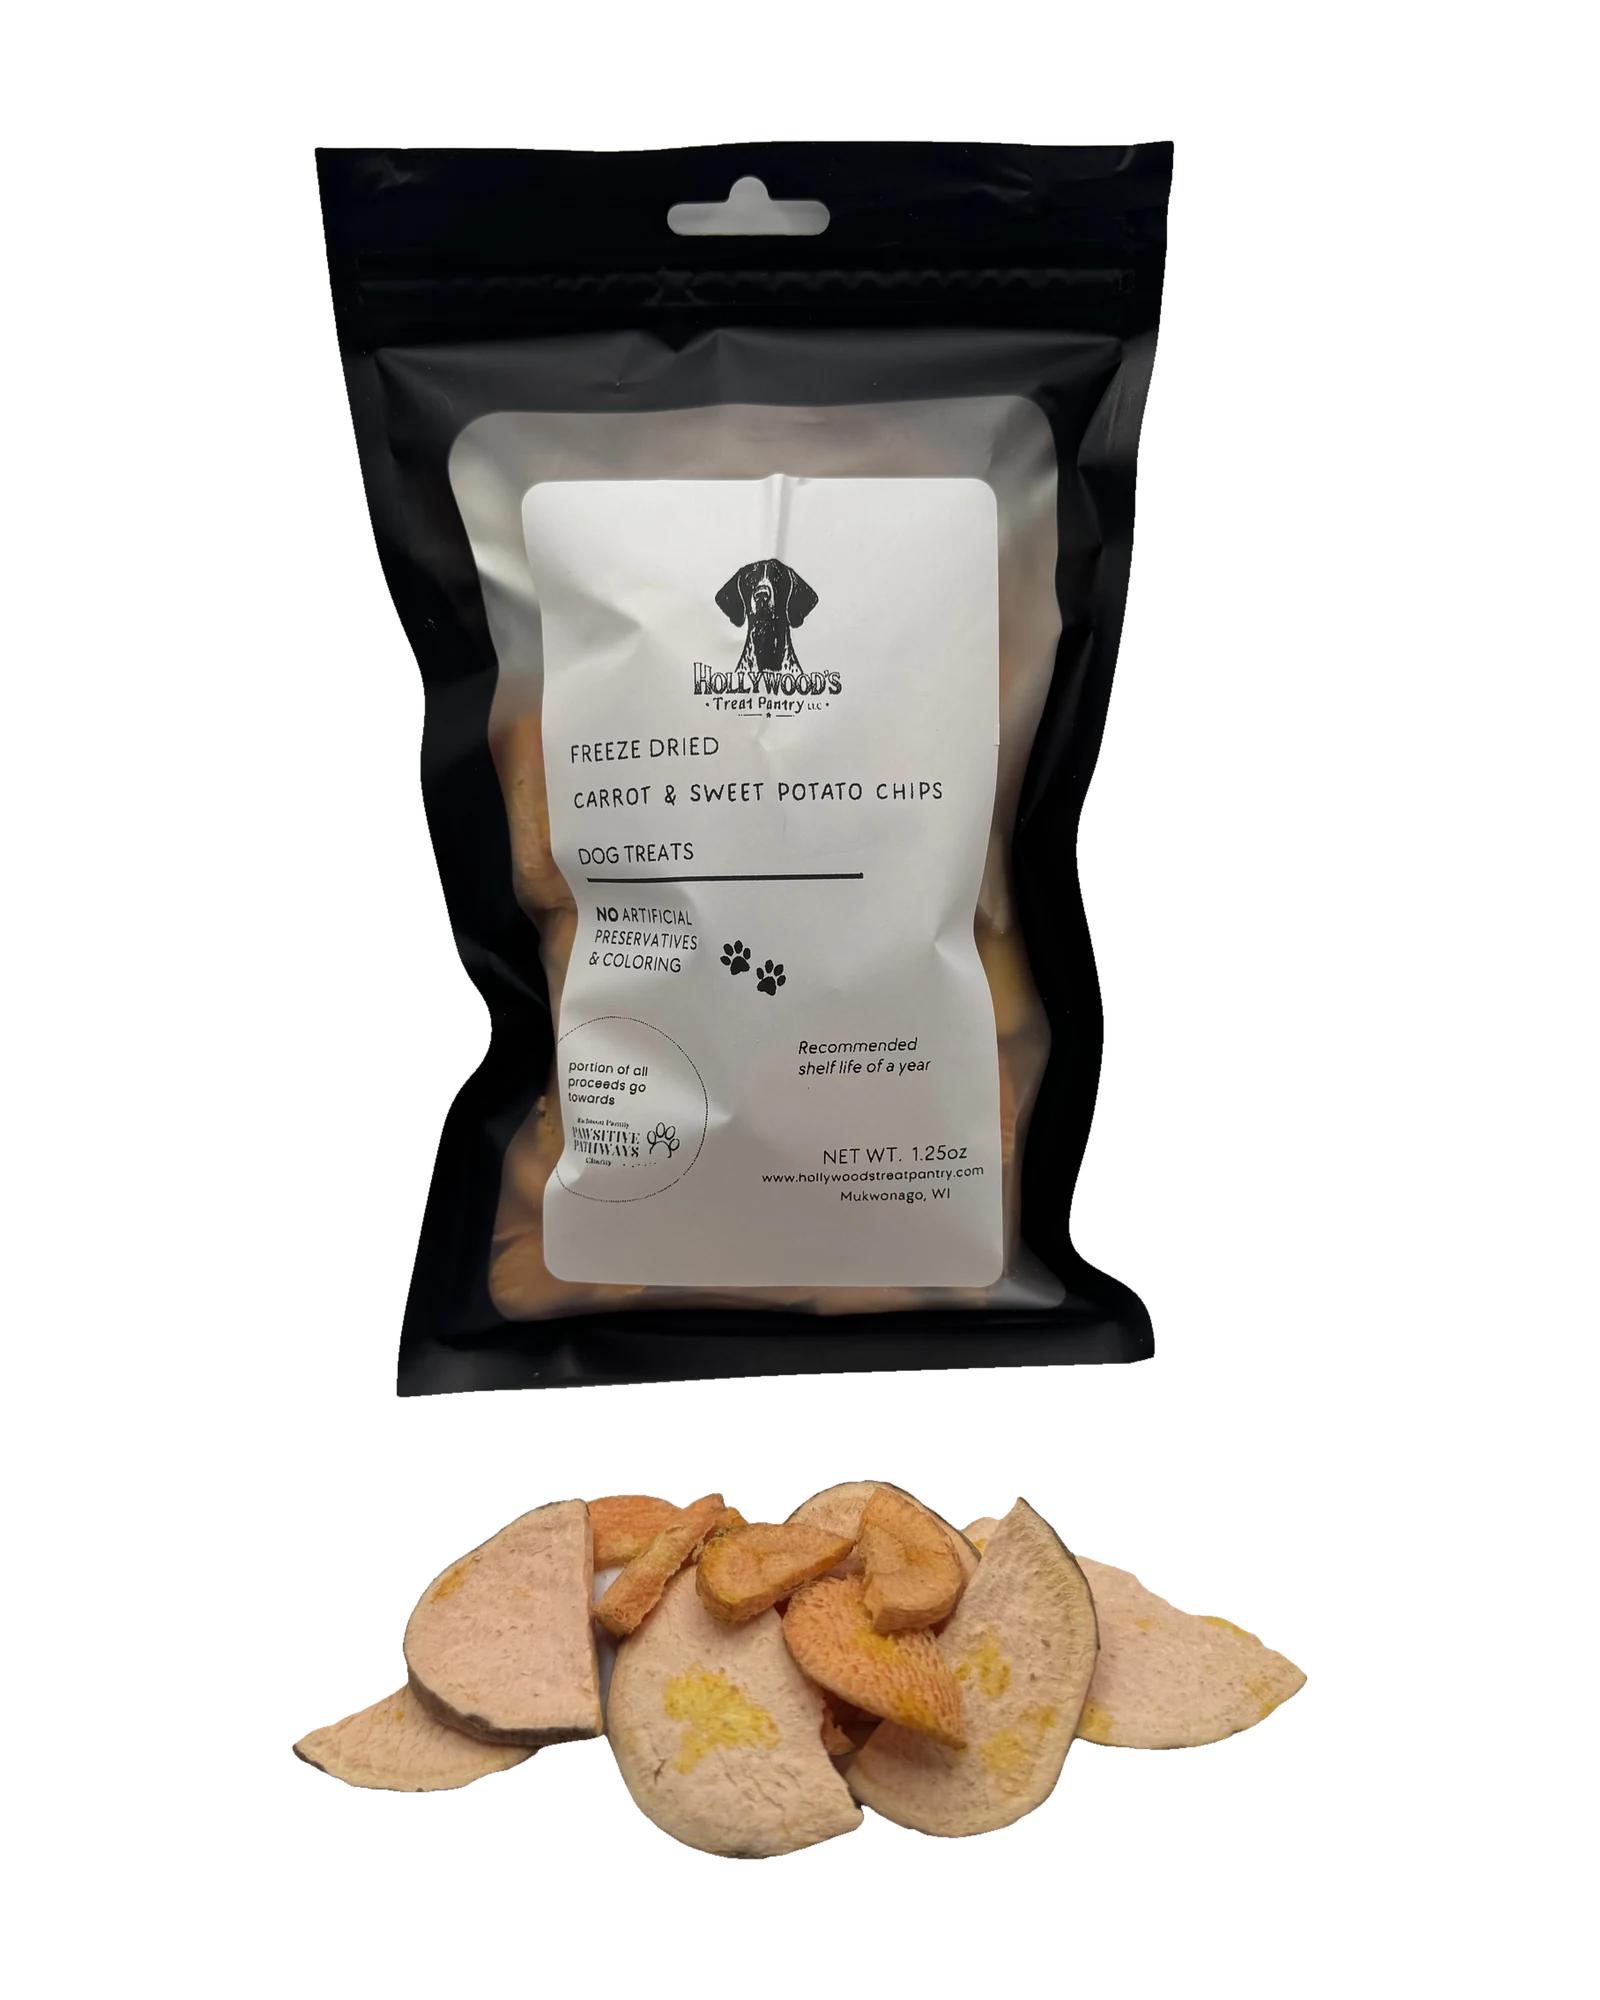 HOLLYWOOD'S
Treat Pantry LLC
FREEZE DRIED
CARROT & SWEET POTATO CHIPS
DOG TREATS
NO ARTIFICIAL
PRESERVATIVES
& COLORING
portion of all
proceeds go
towards
Family
PAWSITIVE
PATHWAYS
Charity
Recommended
shelf life of a year
NET WT. 1.25oz
www.hollywoodstreatpantry.com
Mukwonago, WI